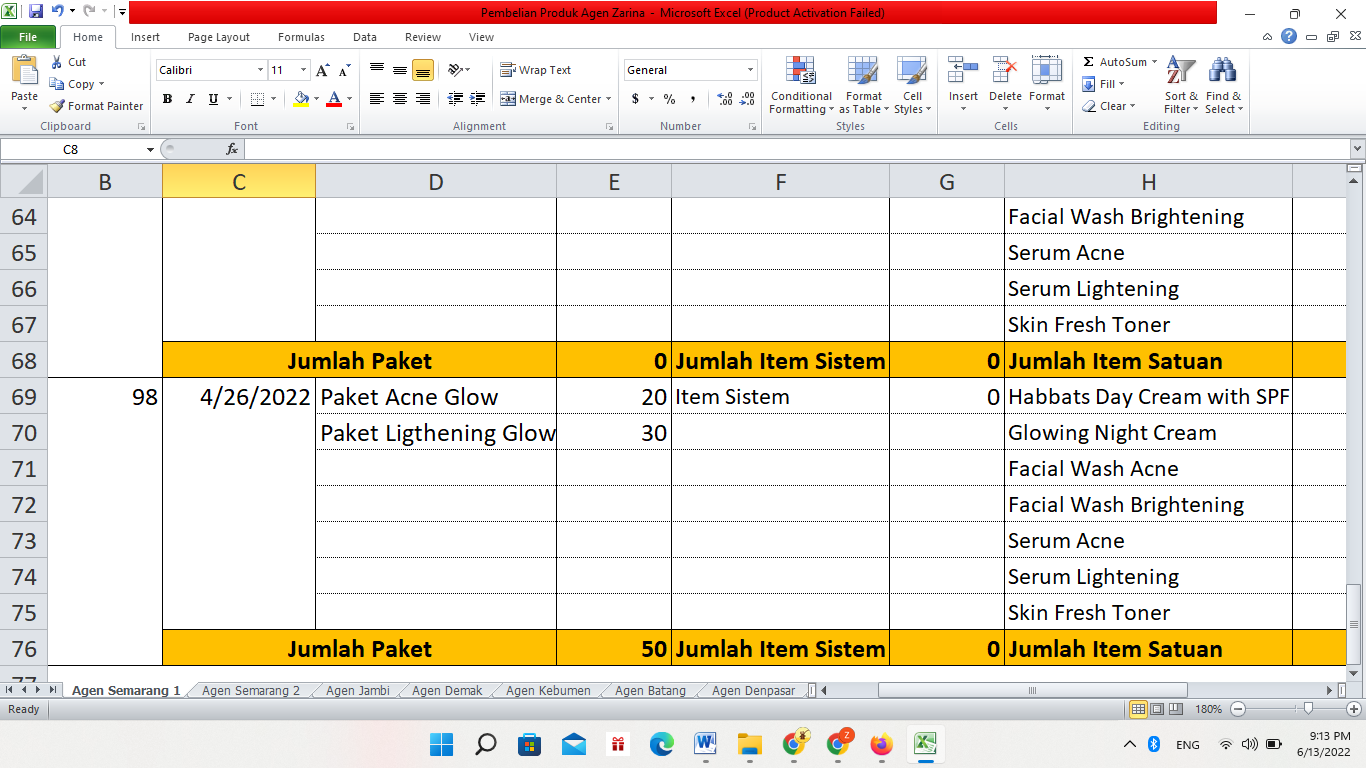 Pembelian Produk Agen Zarina - Microsoft Excel (Product Activation Failed)
File Home Insert Page Layout Formulas Data Review View
Paste Cut Copy Format Painter Clipboard
Calibri 11 B I U A A A Font
Wrap Text Merge & Center Alignment
General $ % , .0 .00 .00 .0 Number
Conditional Formatting Format as Table Cell Styles Styles
Insert Delete Format Cells
Σ AutoSum Fill Clear Sort & Filter Find & Select Editing
C8 fx
B C D E F G H
64 Facial Wash Brightening
65 Serum Acne
66 Serum Lightening
67 Skin Fresh Toner
68 Jumlah Paket 0 Jumlah Item Sistem 0 Jumlah Item Satuan
69 98 4/26/2022 Paket Acne Glow 20 Item Sistem 0 Habbats Day Cream with SPF
70 Paket Ligthening Glow 30 Glowing Night Cream
71 Facial Wash Acne
72 Facial Wash Brightening
73 Serum Acne
74 Serum Lightening
75 Skin Fresh Toner
76 Jumlah Paket 50 Jumlah Item Sistem 0 Jumlah Item Satuan
77
Agen Semarang 1 Agen Semarang 2 Agen Jambi Agen Demak Agen Kebumen Agen Batang Agen Denpasar
Ready 180%
ENG 9:13 PM
6/13/2022